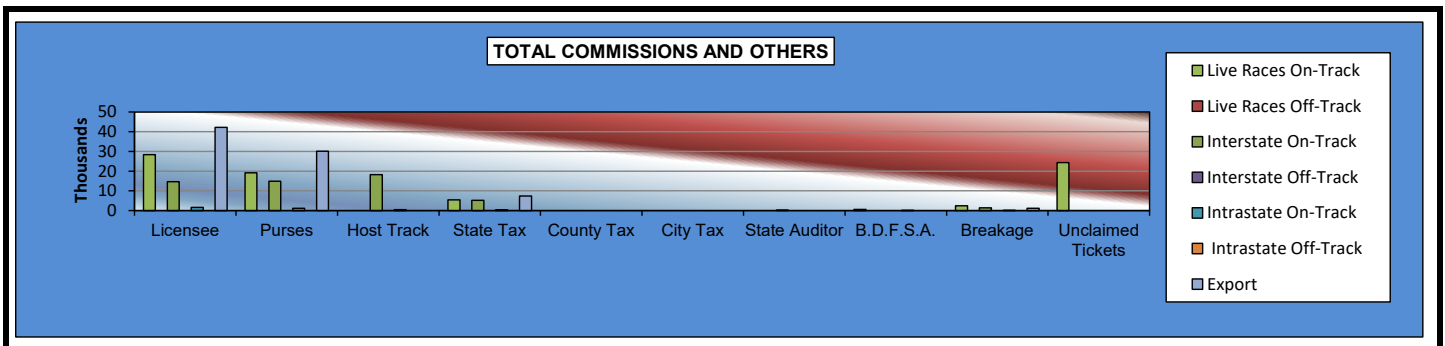 TOTAL COMMISSIONS AND OTHERS
Thousands
50
40
30
20
10
0
Licensee Purses Host Track State Tax County Tax City Tax State Auditor B.D.F.S.A. Breakage Unclaimed
Tickets
Live Races On-Track
Live Races Off-Track
Interstate On-Track
Interstate Off-Track
Intrastate On-Track
Intrastate Off-Track
Export